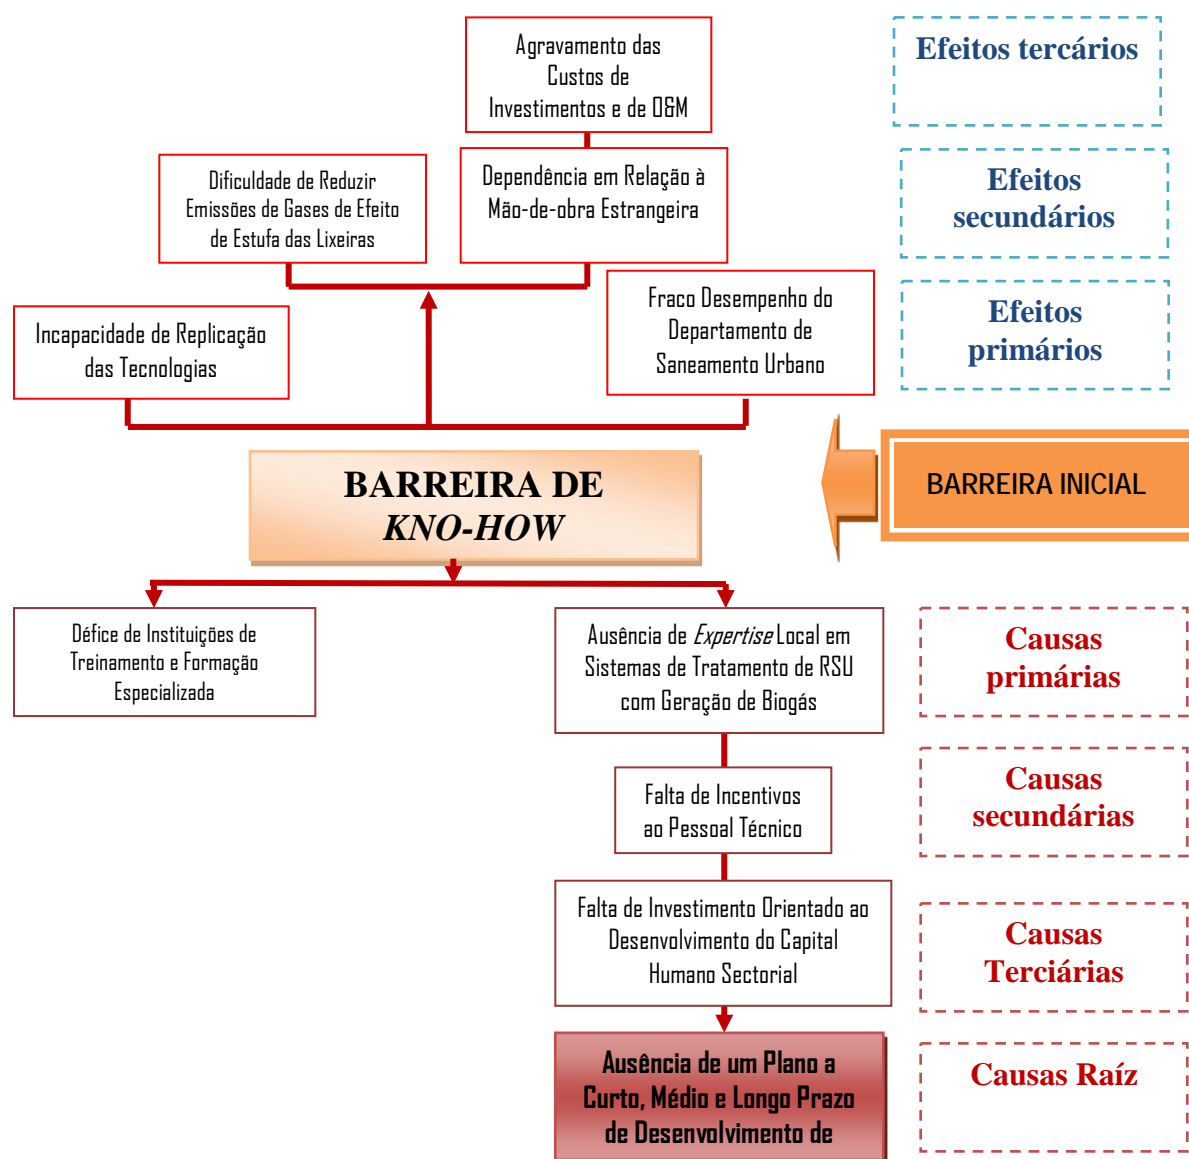 Agravamento das
Custos de
Investimentos e de O&M
Efeitos tercários
Dificuldade de Reduzir
Emissões de Gases de Efeito
de Estufa das Lixeiras
Dependência em Relação à
Mão-de-obra Estrangeira
Efeitos
secundários
Incapacidade de Replicação
das Tecnologias
Fraco Desempenho do
Departamento de
Saneamento Urbano
Efeitos
primários
BARREIRA DE
KNO-HOW
BARREIRA INICIAL
Défice de Instituições de
Treinamento e Formação
Especializada
Ausência de Expertise Local em
Sistemas de Tratamento de RSU
com Geração de Biogás
Causas
primárias
Falta de Incentivos
ao Pessoal Técnico
Causas
secundárias
Falta de Investimento Orientado ao
Desenvolvimento do Capital
Humano Sectorial
Causas
Terciárias
Ausência de um Plano a
Curto, Médio e Longo Prazo
de Desenvolvimento de
Causas Raíz